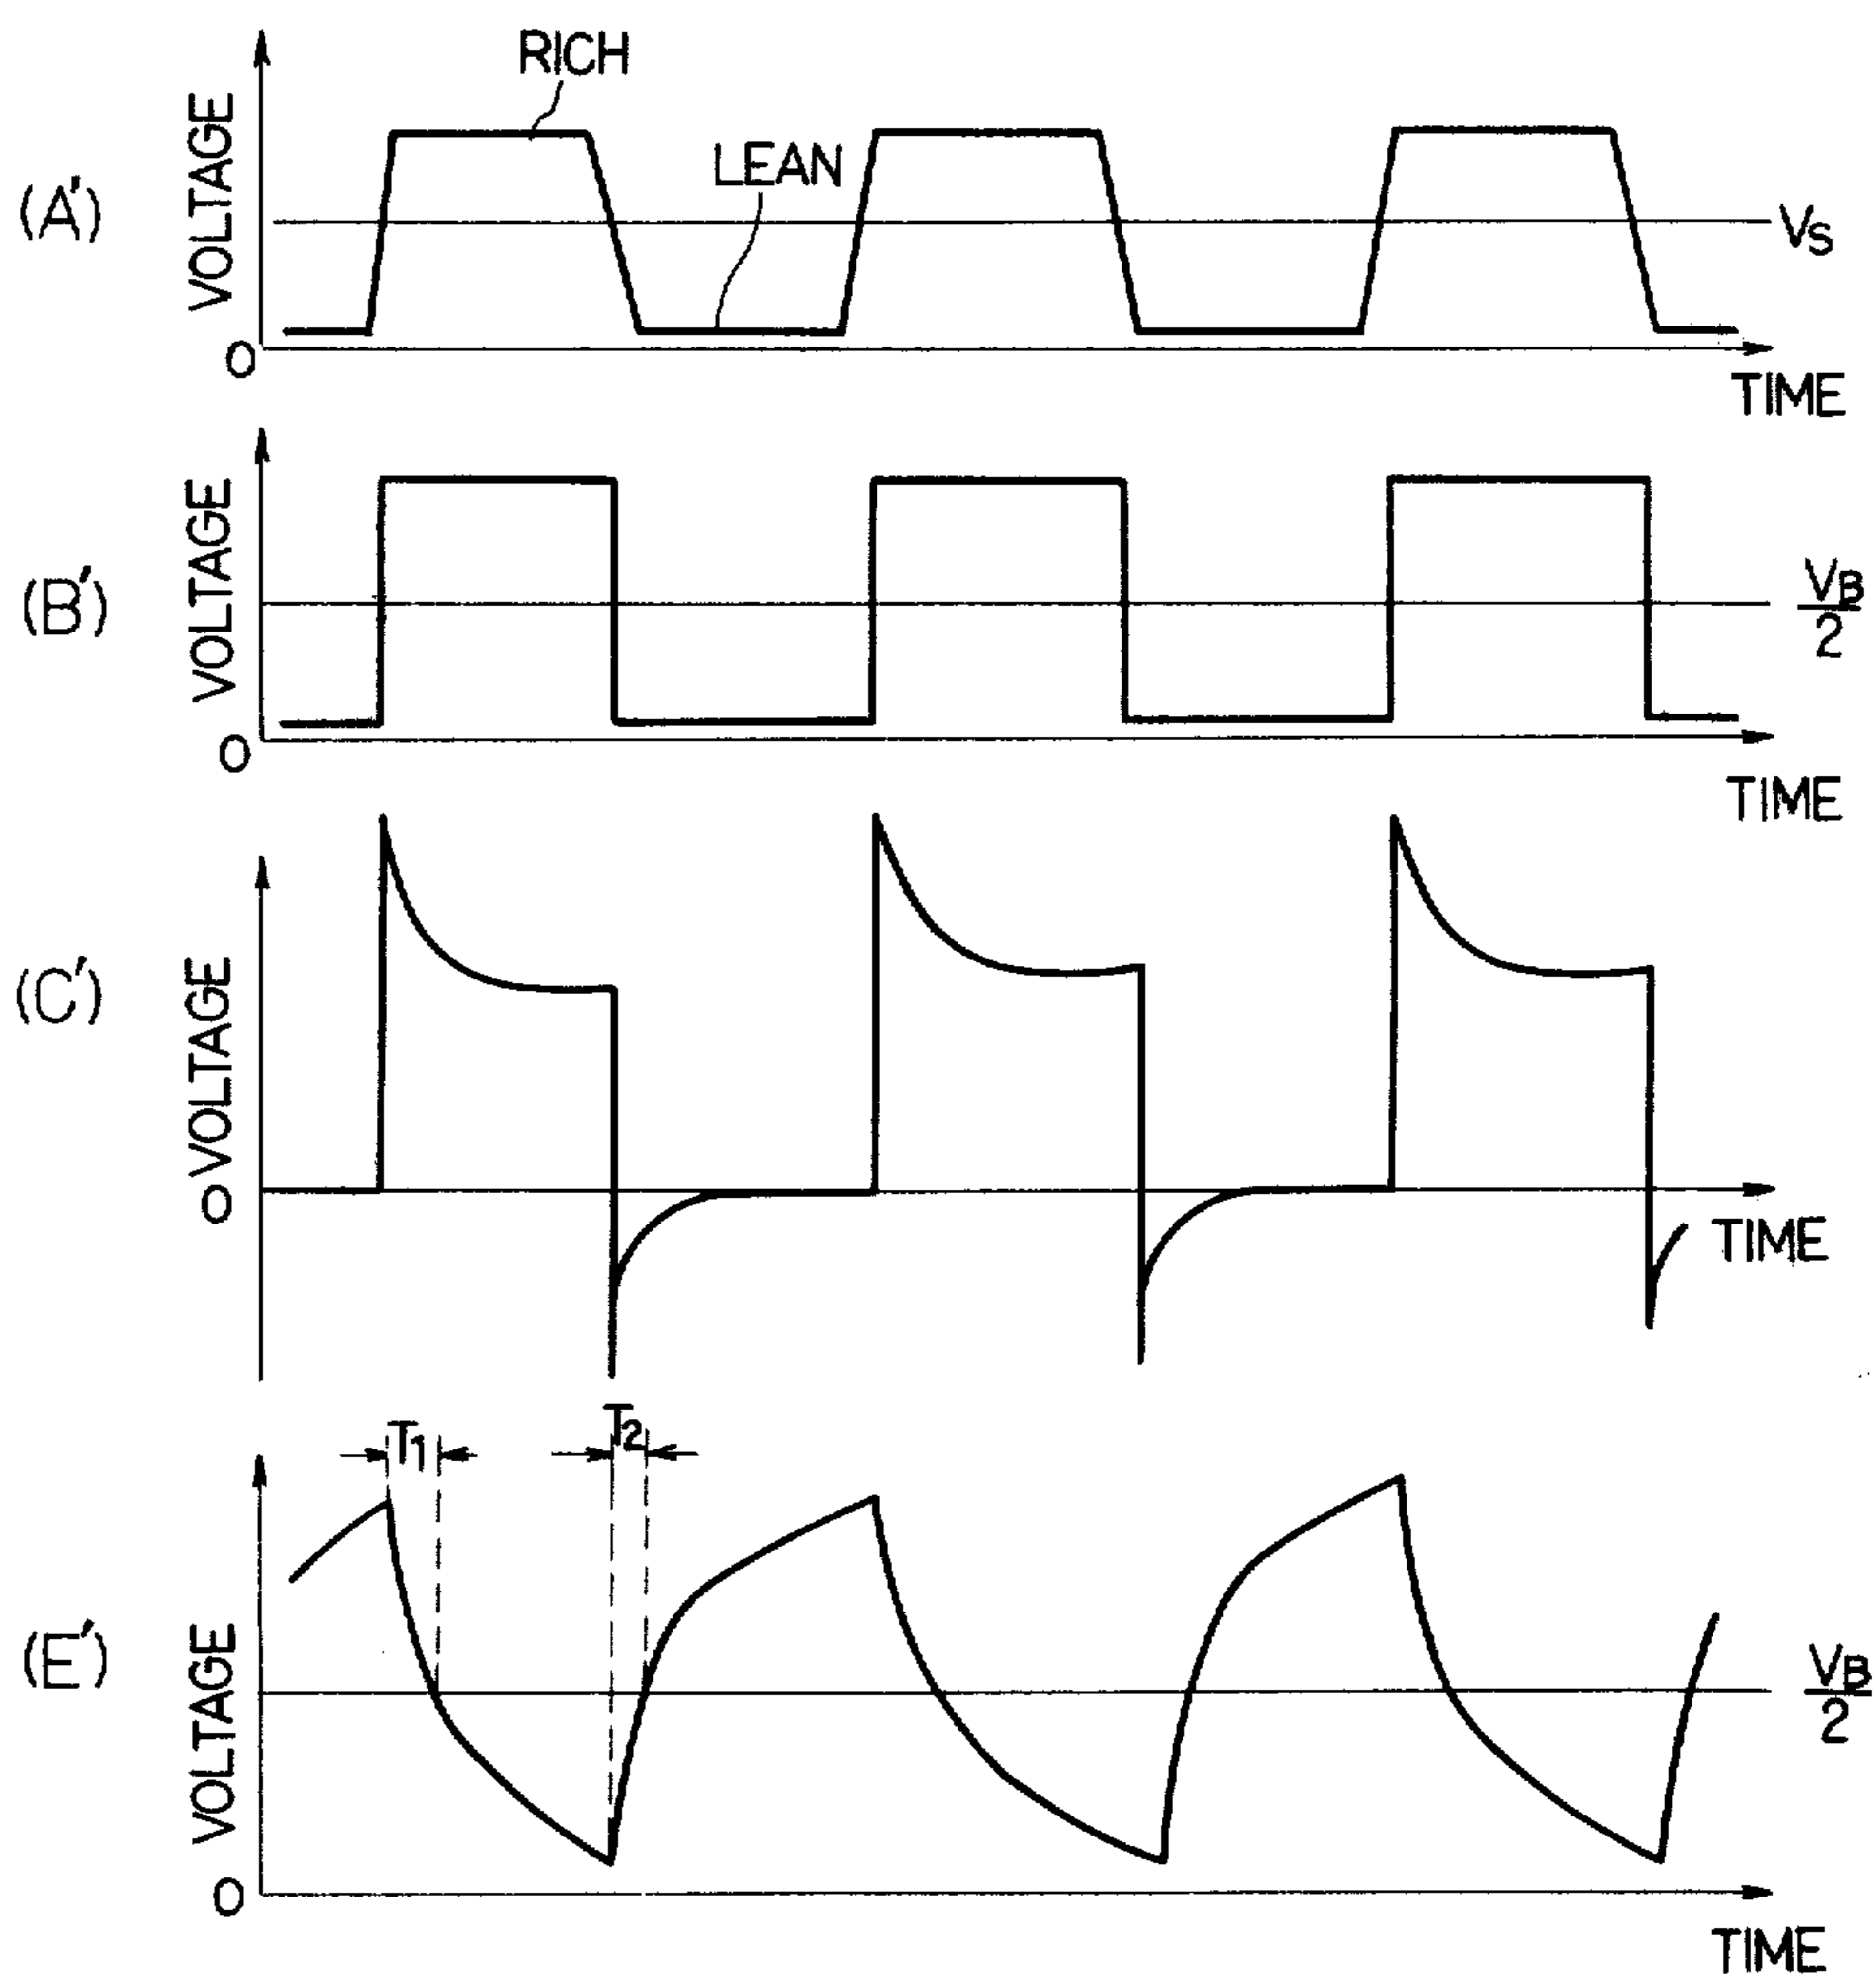 (A')
VOLTAGE
RICH
LEAN
VS
0
TIME
(B')
VOLTAGE
VB
2
0
TIME
(C')
VOLTAGE
0
TIME
T1
T2
(E')
VOLTAGE
VB
2
0
TIME